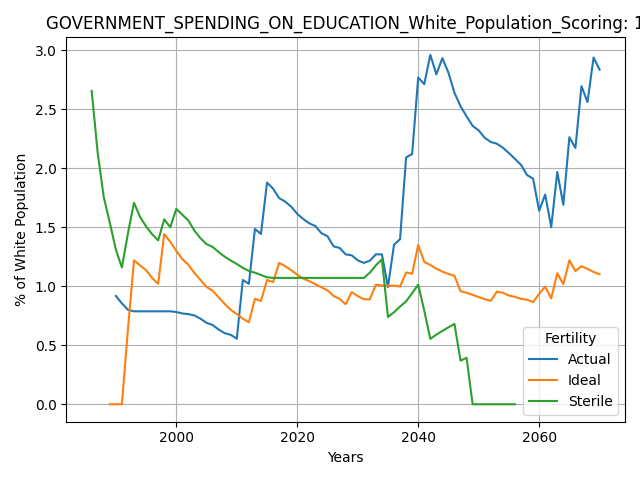 GOVERNMENT_SPENDING_ON_EDUCATION_White_Population_Scoring: 1
% of White Population
3.0
2.5
2.0
1.5
1.0
0.5
0.0
2000
2020
2040
2060
Years
Fertility
Actual
Ideal
Sterile